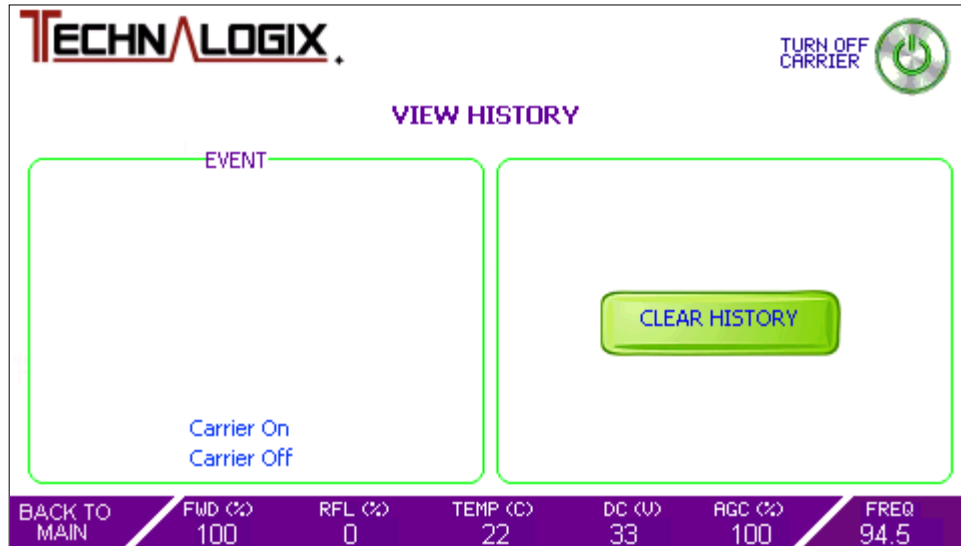 TECHNALOGIX
TURN OFF
CARRIER
VIEW HISTORY
EVENT
CLEAR HISTORY
Carrier On
Carrier Off
BACK TO
MAIN
FWD (%)
100
RFL (%)
0
TEMP (C)
22
DC (V)
33
AGC (%)
100
FREQ
94.5